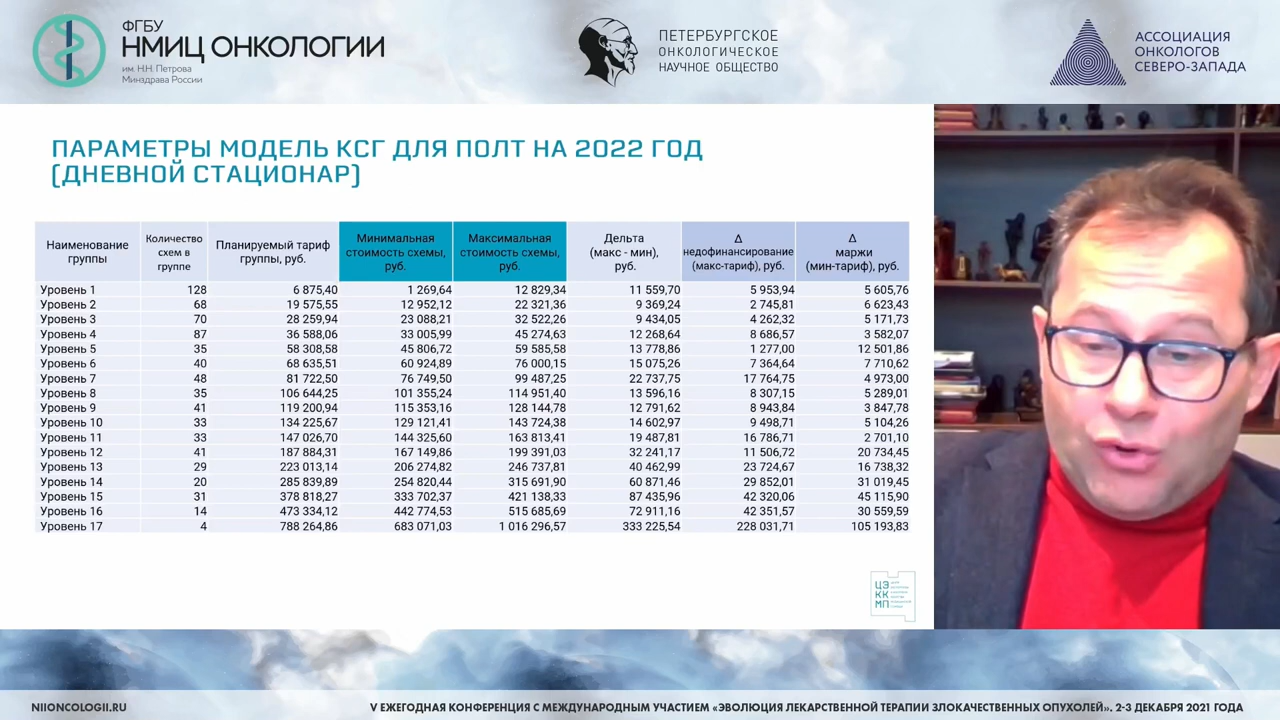 ФГБУ
НМИЦ ОНКОЛОГИИ
им. Н.Н. Петрова
Минздрава России
ПЕТЕРБУРГСКОЕ
ОНКОЛОГИЧЕСКОЕ
НАУЧНОЕ ОБЩЕСТВО
АССОЦИАЦИЯ
ОНКОЛОГОВ
СЕВЕРО-ЗАПАДА
ПАРАМЕТРЫ МОДЕЛЬ КСГ ДЛЯ ПОЛТ НА 2022 ГОД
(ДНЕВНОЙ СТАЦИОНАР)
Наименование группы Количество схем в группе Планируемый тариф группы, руб. Минимальная стоимость схемы, руб. Максимальная стоимость схемы, руб. Дельта (макс - мин), руб. Δ недофинансирование (макс-тариф), руб. Δ маржи (мин-тариф), руб.
Уровень 1 128 6 875,40 1 269,64 12 829,34 11 559,70 5 953,94 5 605,76
Уровень 2 68 19 575,55 12 952,12 22 321,36 9 369,24 2 745,81 6 623,43
Уровень 3 70 28 259,94 23 088,21 32 522,26 9 434,05 4 262,32 5 171,73
Уровень 4 87 36 588,06 33 005,99 45 274,63 12 268,64 8 686,57 3 582,07
Уровень 5 35 58 308,58 45 806,72 59 585,58 13 778,86 1 277,00 12 501,86
Уровень 6 40 68 635,51 60 924,89 76 000,15 15 075,26 7 364,64 7 710,62
Уровень 7 48 81 722,50 76 749,50 99 487,25 22 737,75 17 764,75 4 973,00
Уровень 8 35 106 644,25 101 355,24 114 951,40 13 596,16 8 307,15 5 289,01
Уровень 9 41 119 200,94 115 353,16 128 144,78 12 791,62 8 943,84 3 847,78
Уровень 10 33 134 225,67 129 121,41 143 724,38 14 602,97 9 498,71 5 104,26
Уровень 11 33 147 026,70 144 325,60 163 813,41 19 487,81 16 786,71 2 701,10
Уровень 12 41 187 884,31 167 149,86 199 391,03 32 241,17 11 506,72 20 734,45
Уровень 13 29 223 013,14 206 274,82 246 737,81 40 462,99 23 724,67 16 738,32
Уровень 14 20 285 839,89 254 820,44 315 691,90 60 871,46 29 852,01 31 019,45
Уровень 15 31 378 818,27 333 702,37 421 138,33 87 435,96 42 320,06 45 115,90
Уровень 16 14 473 334,12 442 774,53 515 685,69 72 911,16 42 351,57 30 559,59
Уровень 17 4 788 264,86 683 071,03 1 016 296,57 333 225,54 228 031,71 105 193,83
ЦЭ
КК
МП
NIIONCOLOGII.RU
V ЕЖЕГОДНАЯ КОНФЕРЕНЦИЯ С МЕЖДУНАРОДНЫМ УЧАСТИЕМ «ЭВОЛЮЦИЯ ЛЕКАРСТВЕННОЙ ТЕРАПИИ ЗЛОКАЧЕСТВЕННЫХ ОПУХОЛЕЙ». 2-3 ДЕКАБРЯ 2021 ГОДА